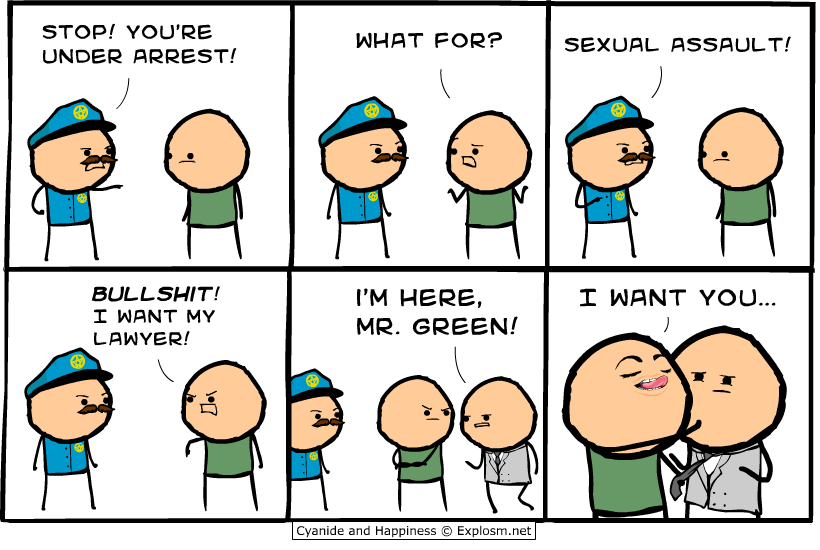 STOP! YOU'RE
UNDER ARREST!
WHAT FOR?
SEXUAL ASSAULT!
BULLSHIT!
I WANT MY
LAWYER!
I'M HERE,
MR. GREEN!
I WANT YOU...
Cyanide and Happiness © Explosm.net